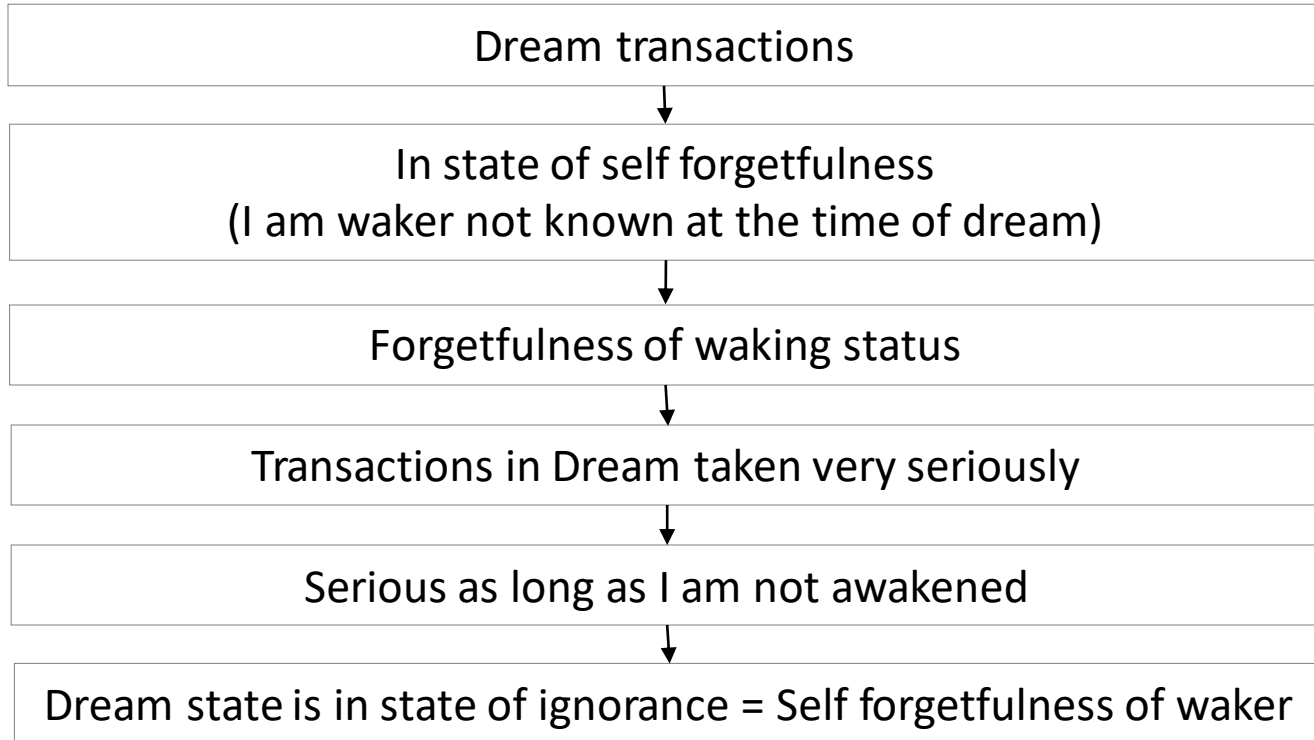 Dream transactions
In state of self forgetfulness
(I am waker not known at the time of dream)
Forgetfulness of waking status
Transactions in Dream taken very seriously
Serious as long as I am not awakened
Dream state is in state of ignorance = Self forgetfulness of waker